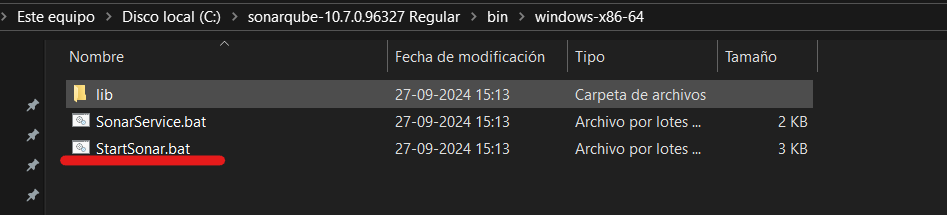 Este equipo > Disco local (C:) > sonarqube-10.7.0.96327 Regular > bin > windows-x86-64
Nombre Fecha de modificación Tipo Tamaño
lib 27-09-2024 15:13 Carpeta de archivos
SonarService.bat 27-09-2024 15:13 Archivo por lotes ... 2 KB
StartSonar.bat 27-09-2024 15:13 Archivo por lotes ... 3 KB